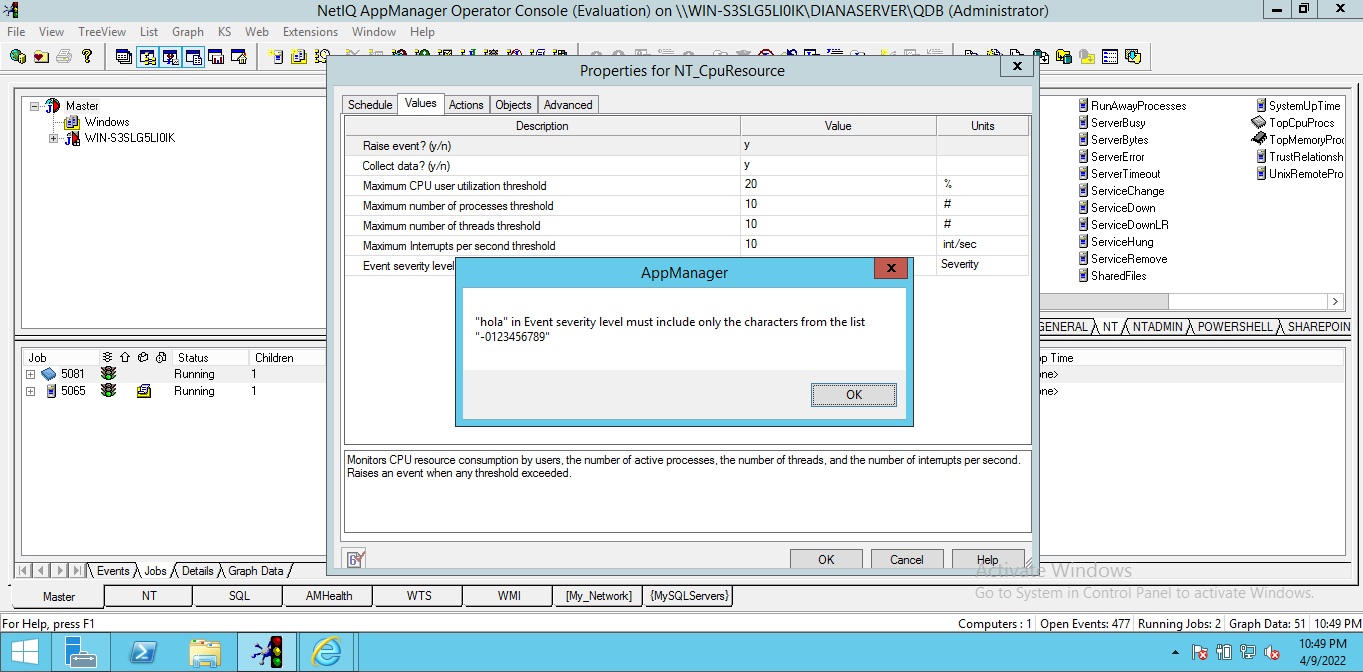 NetIQ AppManager Operator Console (Evaluation) on \\WIN-S3SLG5LI0IK\DIANASERVER\QDB (Administrator)
File View TreeView List Graph KS Web Extensions Window Help
Properties for NT_CpuResource
Master
Windows
WIN-S3SLG5LI0IK
Schedule Values Actions Objects Advanced
Description Value Units
Raise event? (y/n) y
Collect data? (y/n) y
Maximum CPU user utilization threshold 20 %
Maximum number of processes threshold 10 #
Maximum number of threads threshold 10 #
Maximum Interrupts per second threshold 10 int/sec
Event severity level Severity
AppManager
"hola" in Event severity level must include only the characters from the list
"-0123456789"
OK
Monitors CPU resource consumption by users, the number of active processes, the number of threads, and the number of interrupts per second.
Raises an event when any threshold exceeded.
OK Cancel Help
RunAwayProcesses
ServerBusy
ServerBytes
ServerError
ServerTimeout
ServiceChange
ServiceDown
ServiceDownLR
ServiceHung
ServiceRemove
SharedFiles
SystemUpTime
TopCpuProcs
TopMemoryProc
TrustRelationsh
UnixRemotePro
GENERAL NT NTADMIN POWERSHELL SHAREPOIN
Job Status Children
5081 Running 1
5065 Running 1
p Time
ne>
ne>
Events Jobs Details Graph Data
Activate Windows
Go to System in Control Panel to activate Windows.
Master NT SQL AMHealth WTS WMI [My_Network] {MySQLServers}
For Help, press F1
Computers : 1 Open Events: 477 Running Jobs: 2 Graph Data: 51 10:49 PM
10:49 PM
4/9/2022